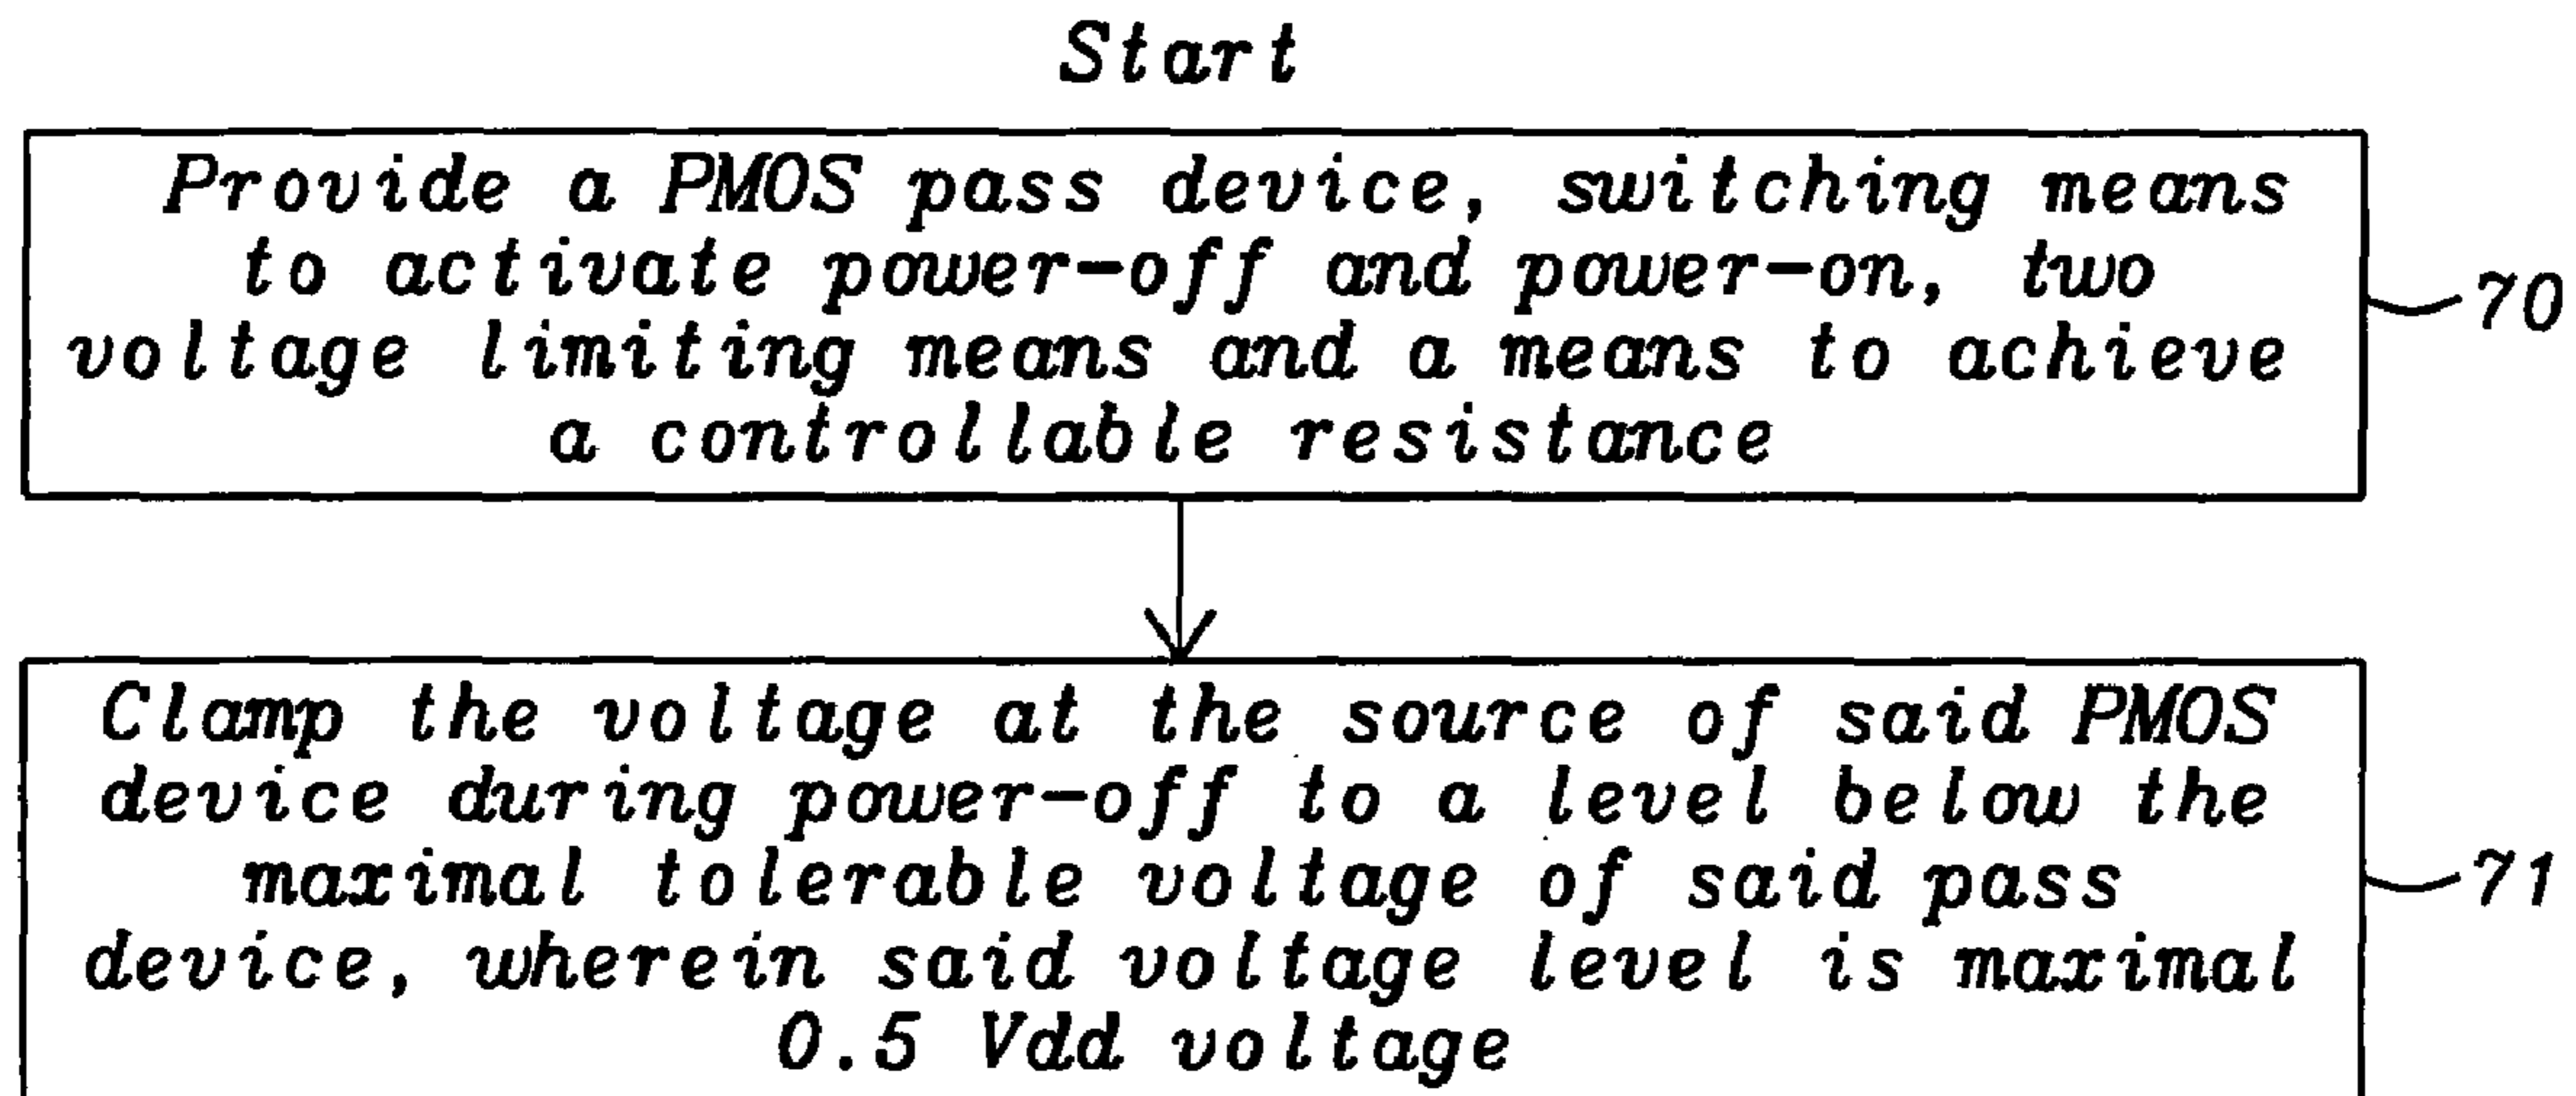 Start
Provide a PMOS pass device, switching means
to activate power-off and power-on, two
voltage limiting means and a means to achieve
a controllable resistance
70
Clamp the voltage at the source of said PMOS
device during power-off to a level below the
maximal tolerable voltage of said pass
device, wherein said voltage level is maximal
0.5 Vdd voltage
71